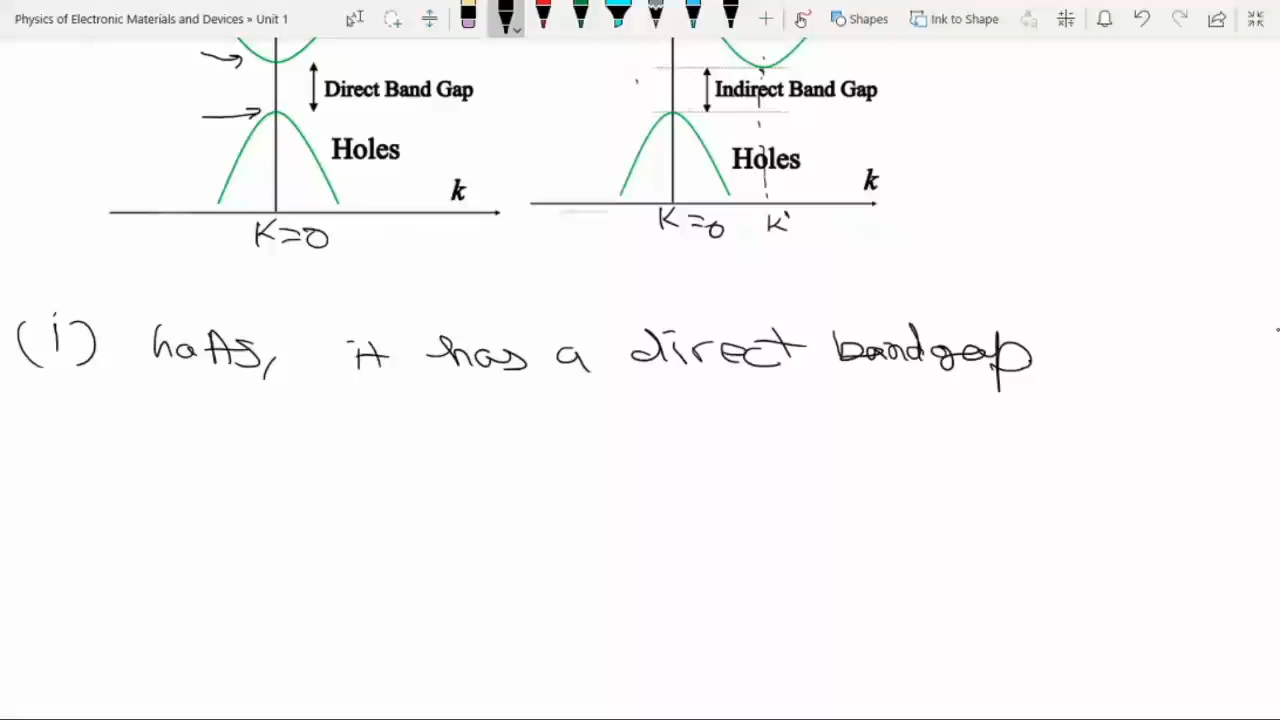 Physics of Electronic Materials and Devices » Unit 1
Shapes
Ink to Shape
Direct Band Gap
Indirect Band Gap
Holes
Holes
k
k
K=0
K=0 K'
(i) GaAs, it has a direct bandgap